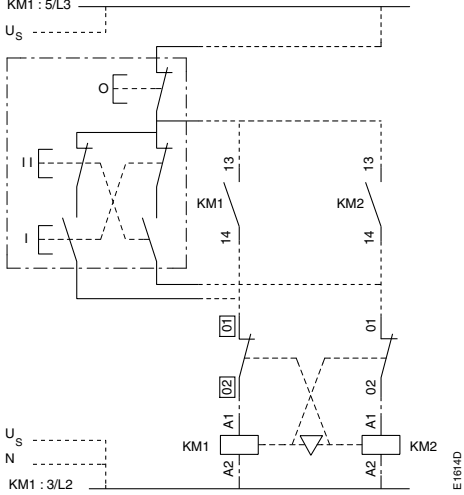 KM1 : 5/L3
US
O
II
I
13
13
KM1
KM2
14
14
01
01
02
02
A1
A1
US
N
KM1
KM2
A2
A2
KM1 : 3/L2
E1614D